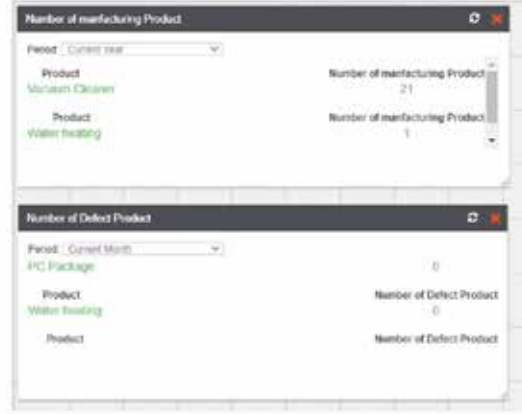 Number of manfacturing Product
Period Current Year
Product Number of manfacturing Product
Vacuum Cleaner 21
Product Number of manfacturing Product
Water heating 1
Number of Defect Product
Period Current Month
PC Package 0
Product Number of Defect Product
Water heating 0
Product Number of Defect Product